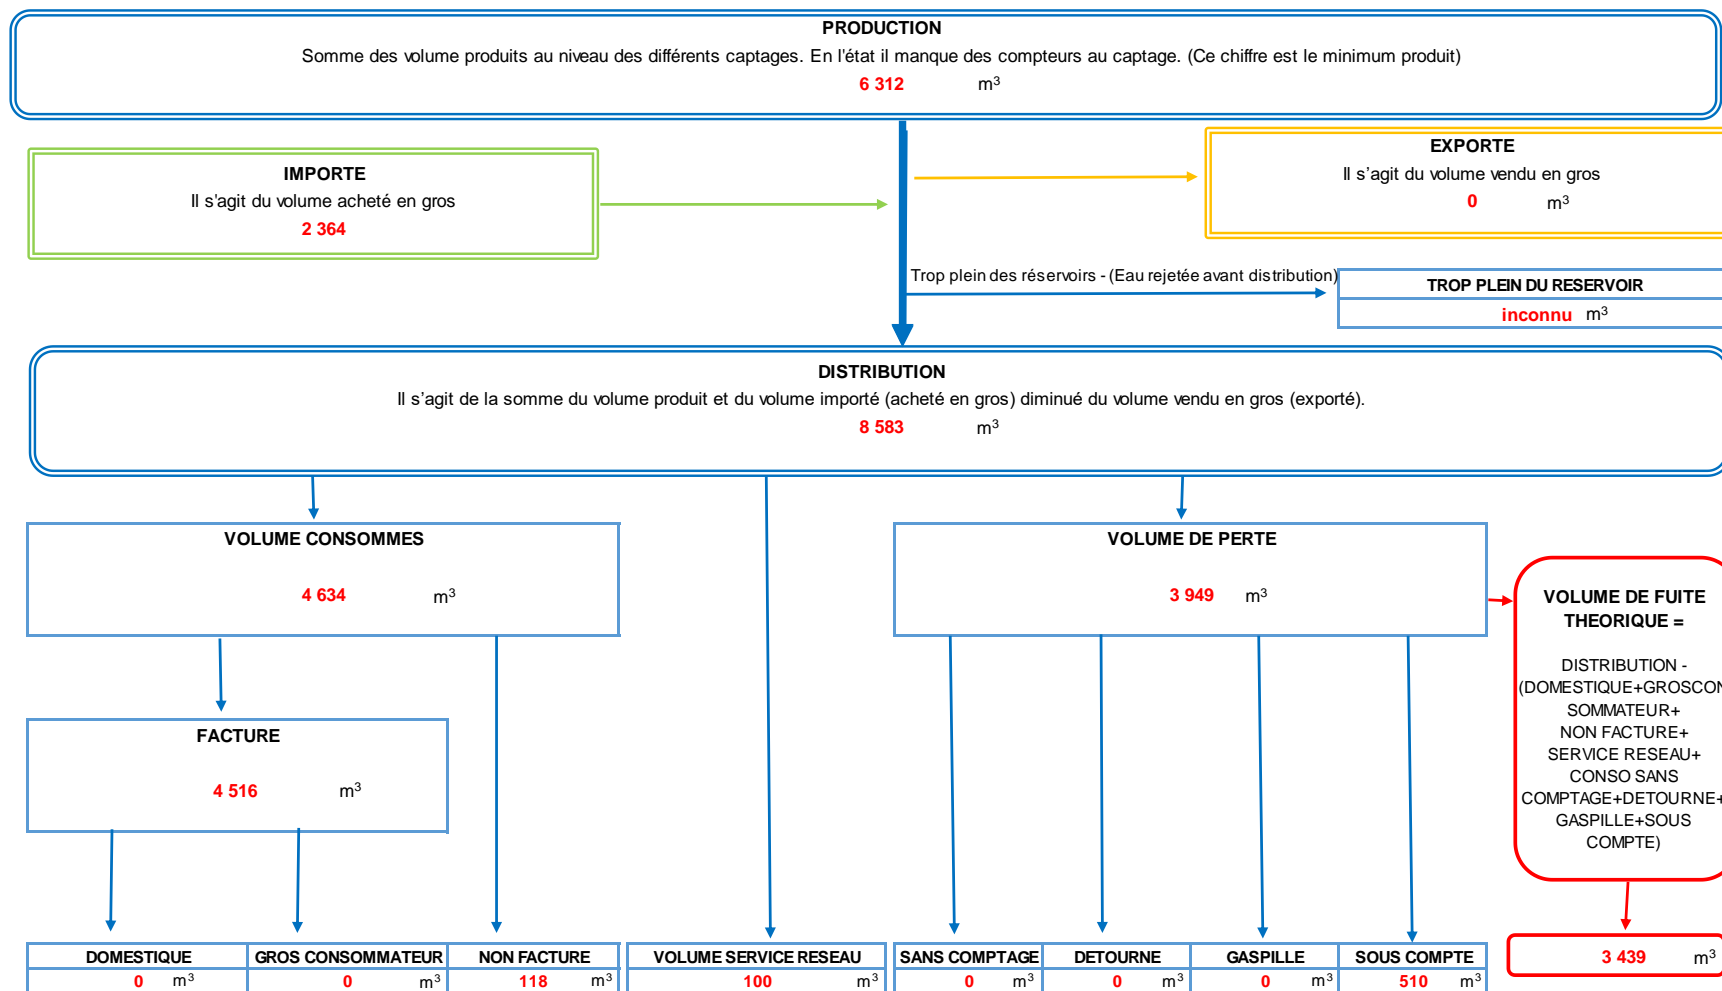 PRODUCTION
Somme des volume produits au niveau des différents captages. En l'état il manque des compteurs au captage. (Ce chiffre est le minimum produit)
6 312 m³
IMPORTE
Il s'agit du volume acheté en gros
2 364
EXPORTE
Il s’agit du volume vendu en gros
0 m³
Trop plein des réservoirs - (Eau rejetée avant distribution)
TROP PLEIN DU RESERVOIR
inconnu m³
DISTRIBUTION
Il s’agit de la somme du volume produit et du volume importé (acheté en gros) diminué du volume vendu en gros (exporté).
8 583 m³
VOLUME CONSOMMES
4 634 m³
VOLUME DE PERTE
3 949 m³
VOLUME DE FUITE
THEORIQUE =
DISTRIBUTION -
(DOMESTIQUE+GROSCON
SOMMATEUR+
NON FACTURE+
SERVICE RESEAU+
CONSO SANS
COMPTAGE+DETOURNE+
GASPILLE+SOUS
COMPTE)
FACTURE
4 516 m³
DOMESTIQUE GROS CONSOMMATEUR NON FACTURE VOLUME SERVICE RESEAU SANS COMPTAGE DETOURNE GASPILLE SOUS COMPTE
0 m³ 0 m³ 118 m³ 100 m³ 0 m³ 0 m³ 0 m³ 510 m³
3 439 m³